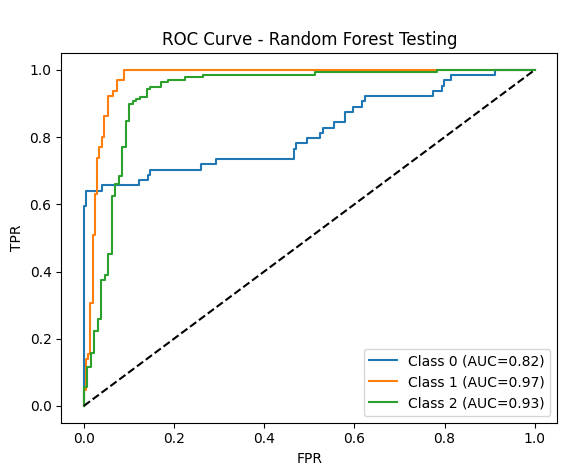 ROC Curve - Random Forest Testing
TPR
1.0
0.8
0.6
0.4
0.2
0.0
Class 0 (AUC=0.82)
Class 1 (AUC=0.97)
Class 2 (AUC=0.93)
0.0 0.2 0.4 0.6 0.8 1.0
FPR